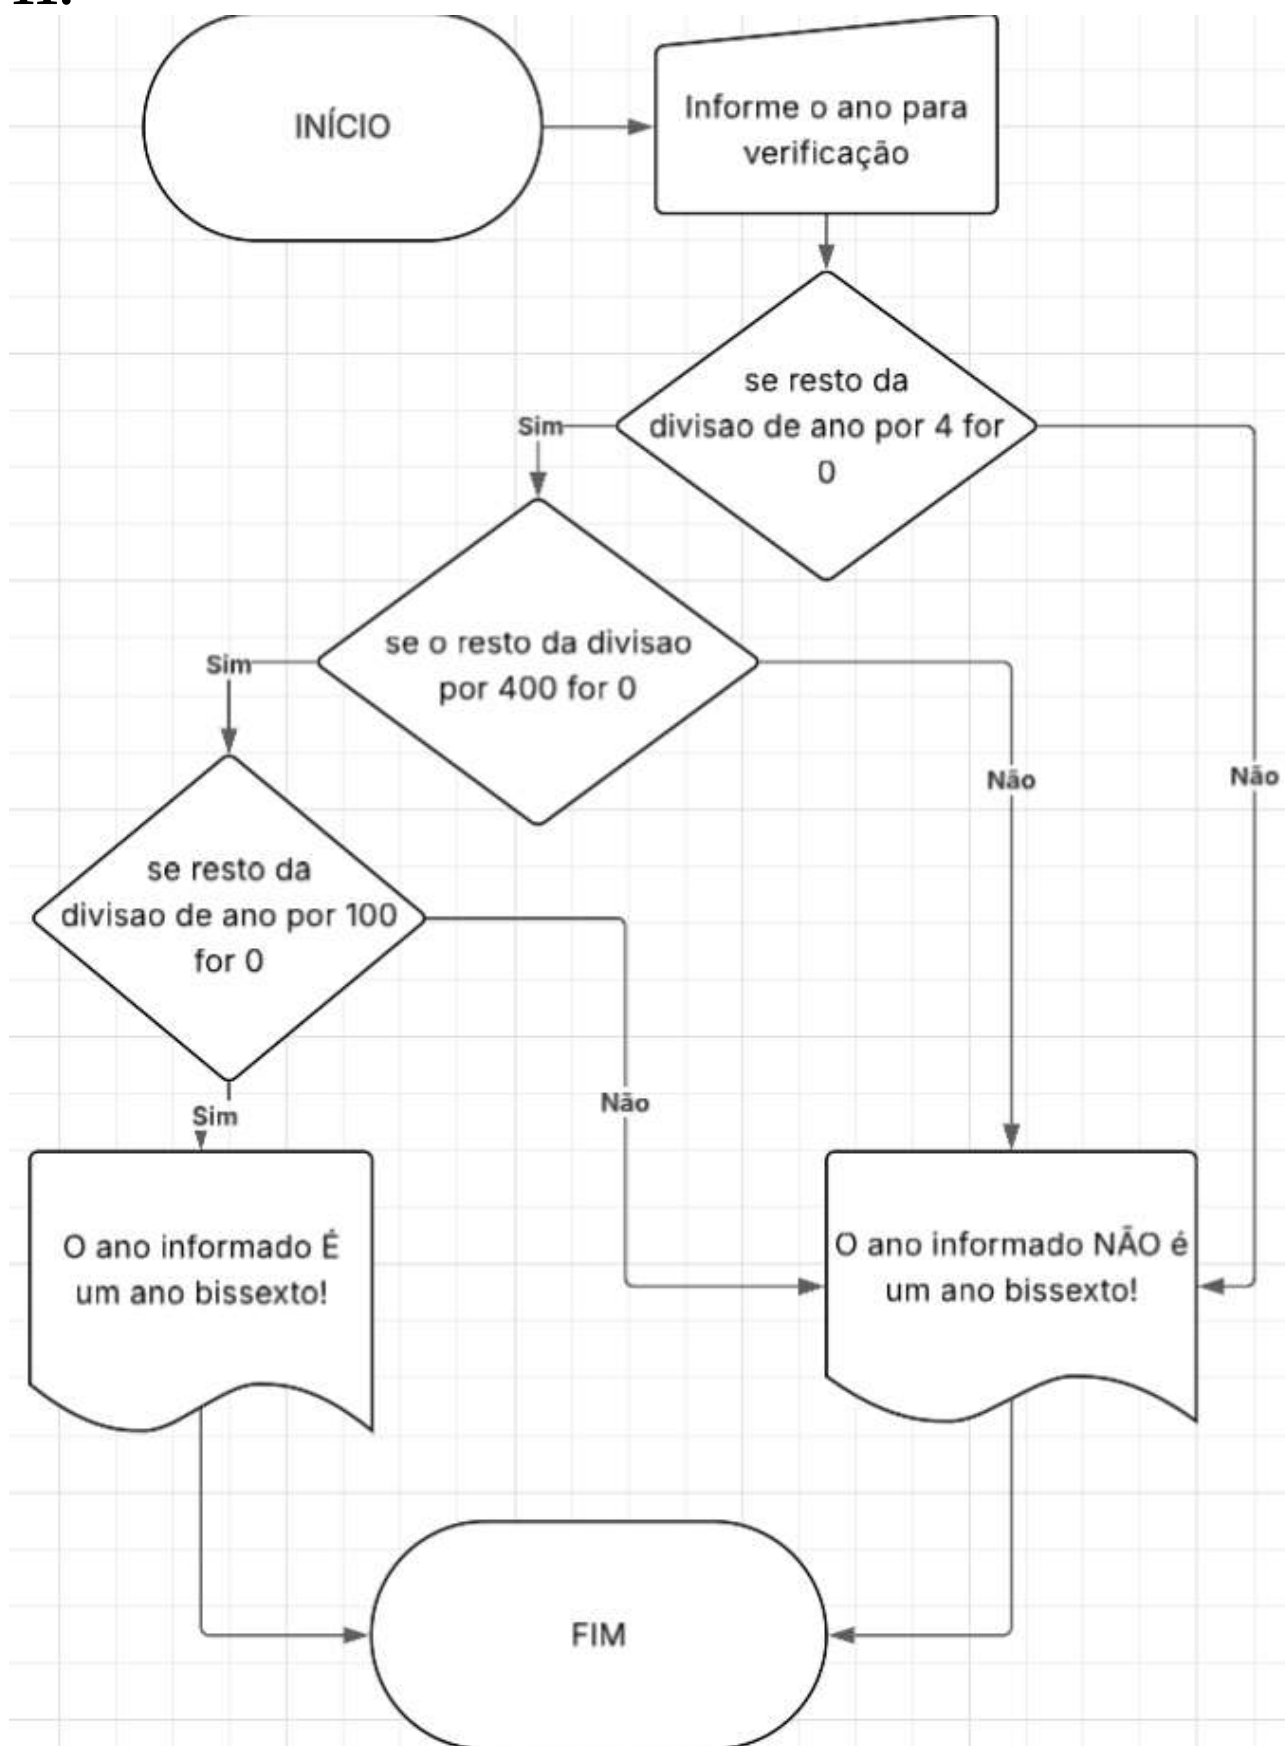 INÍCIO
Informe o ano para
verificação
se resto da
divisao de ano por 4 for
0
Sim
se o resto da divisao
por 400 for 0
Sim
Não
Não
se resto da
divisao de ano por 100
for 0
Sim
Não
O ano informado É
um ano bissexto!
O ano informado NÃO é
um ano bissexto!
FIM